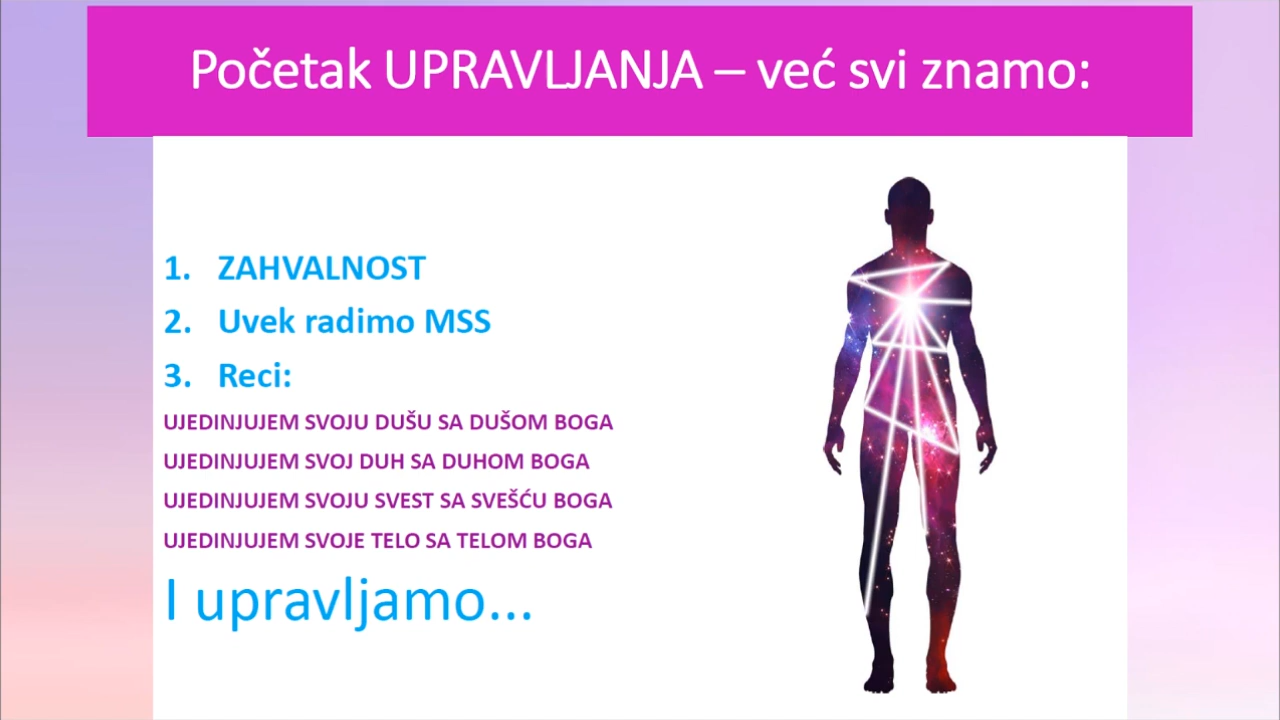 Početak UPRAVLJANJA – već svi znamo:
1. ZAHVALNOST
2. Uvek radimo MSS
3. Reci:
UJEDINJUJEM SVOJU DUŠU SA DUŠOM BOGA
UJEDINJUJEM SVOJ DUH SA DUHOM BOGA
UJEDINJUJEM SVOJU SVEST SA SVEŠĆU BOGA
UJEDINJUJEM SVOJE TELO SA TELOM BOGA
I upravljamo...